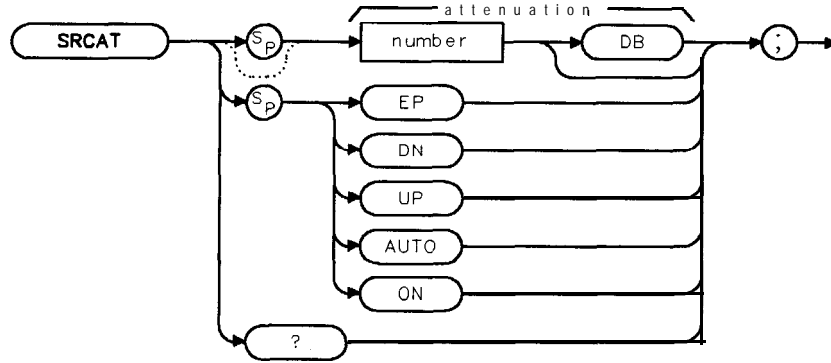 attenuation
SRCAT SP number DB ;
SP EP
DN
UP
AUTO
ON
?